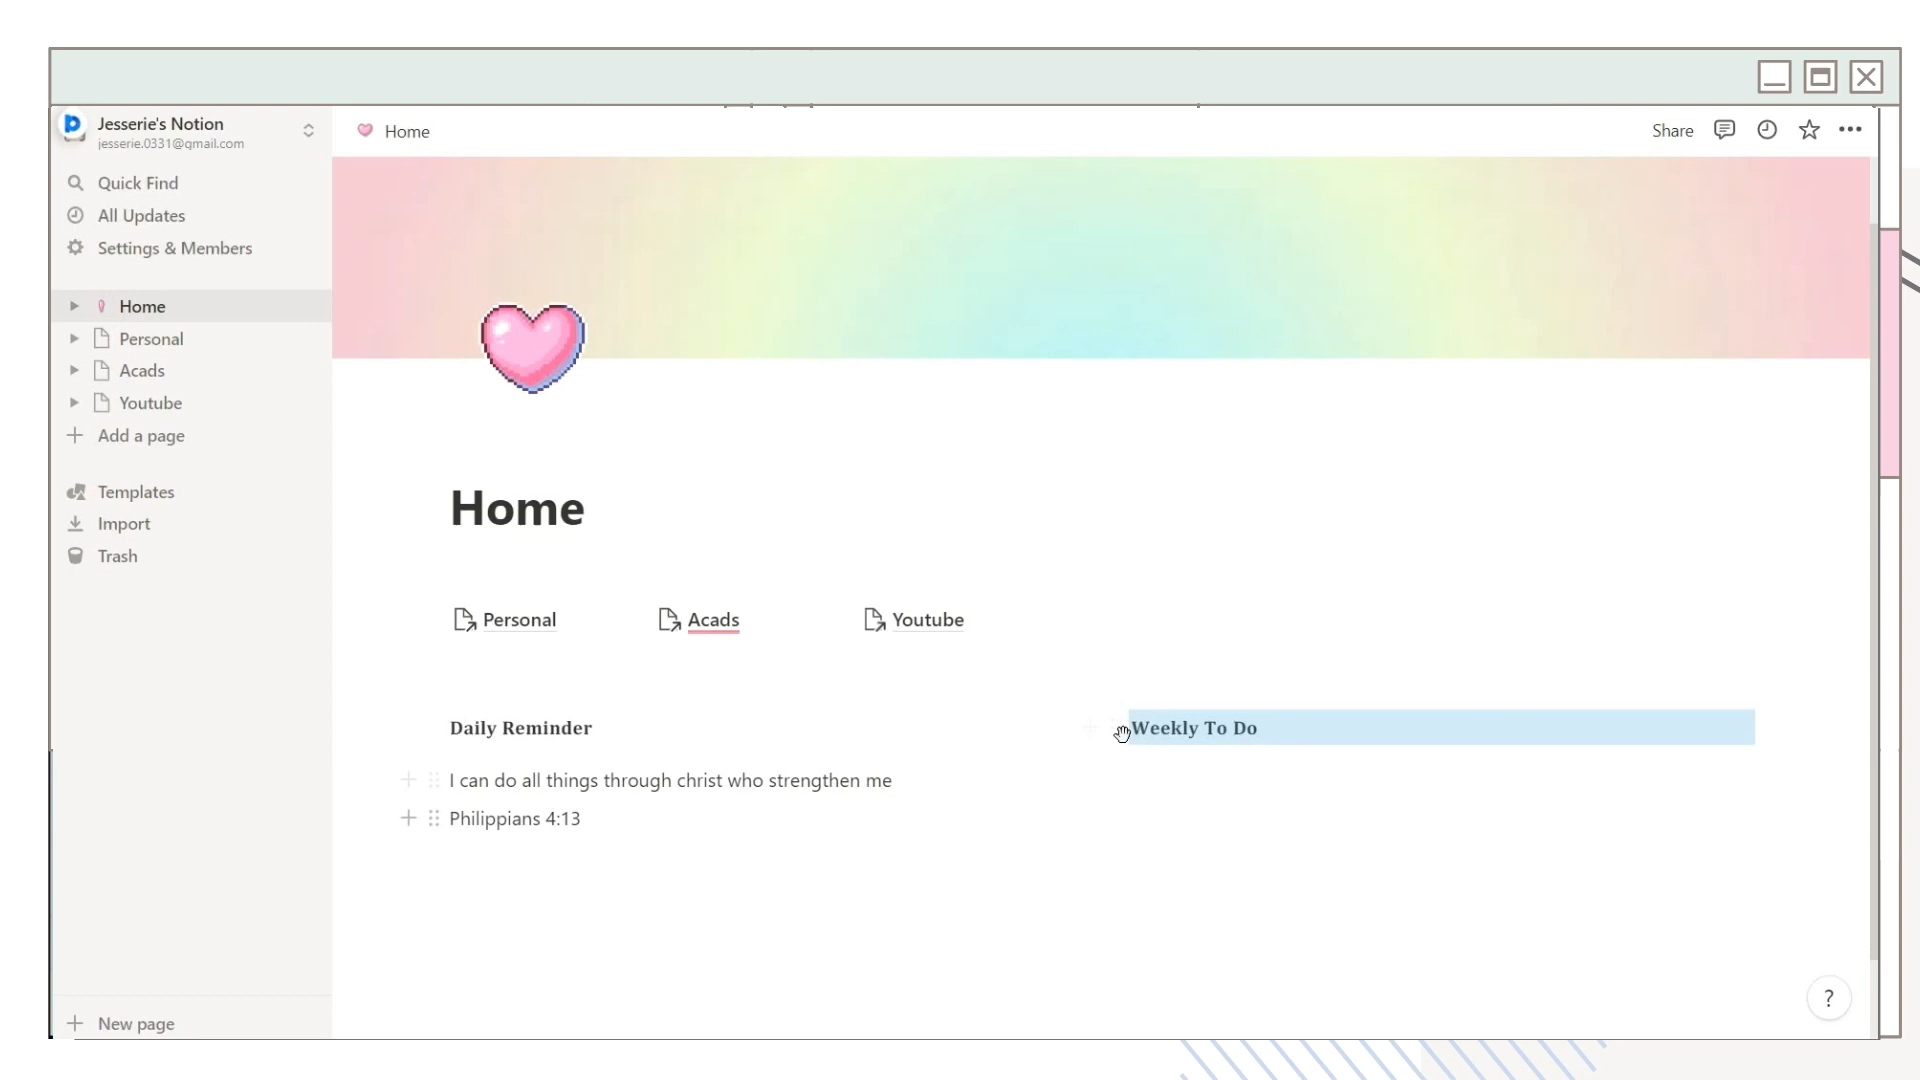 Jesserie's Notion
jesserie.0331@gmail.com
Home
Share
Quick Find
All Updates
Settings & Members
Home
Personal
Acads
Youtube
Add a page
Templates
Import
Trash
New page
Home
Personal Acads Youtube
Daily Reminder
I can do all things through christ who strengthen me
Philippians 4:13
Weekly To Do
?